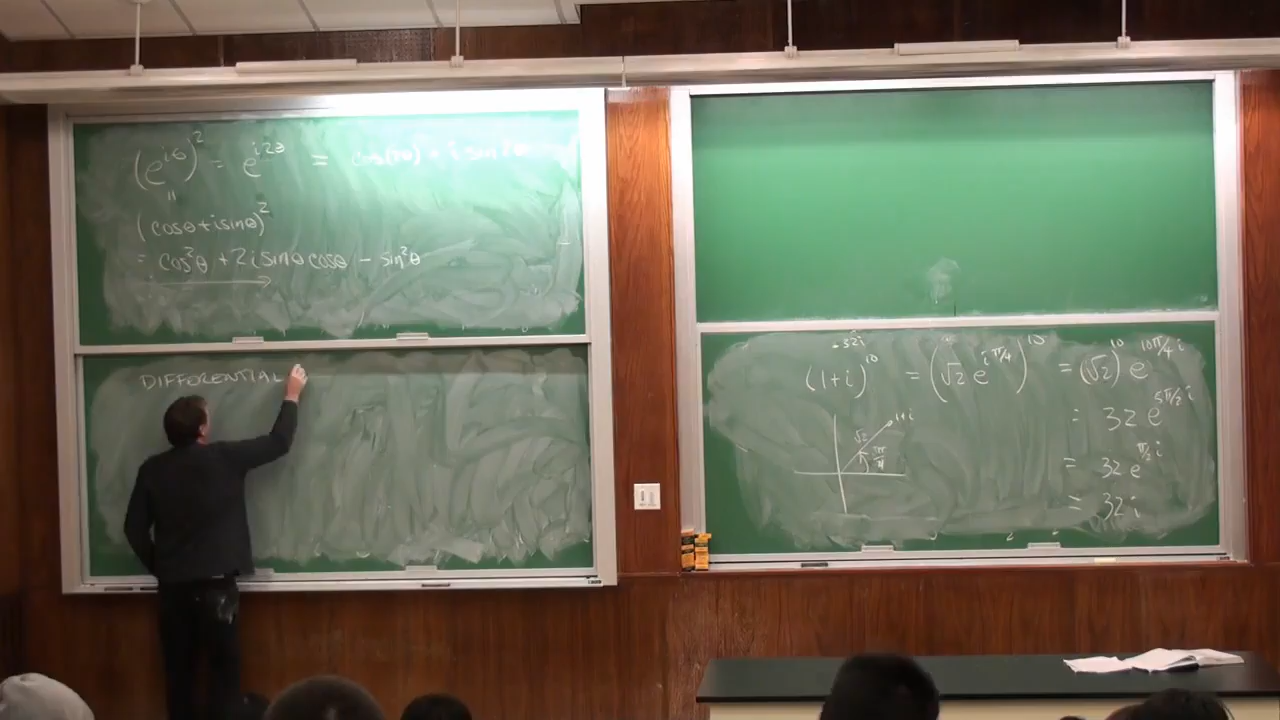 (e^{iθ})^2 = e^{i2θ} = cos(2θ) + i sin 2θ
"
(cosθ + i sinθ)^2
= cos^2θ + 2i sinθ cosθ - sin^2θ
DIFFERENTIAL
32i
(1+i)^{10} = (√2 e^{iπ/4})^{10} = (√2)^{10} e^{10π/4 i}
= 32 e^{5π/2 i}
1+i
√2
π/4
= 32 e^{π/2 i}
= 32i